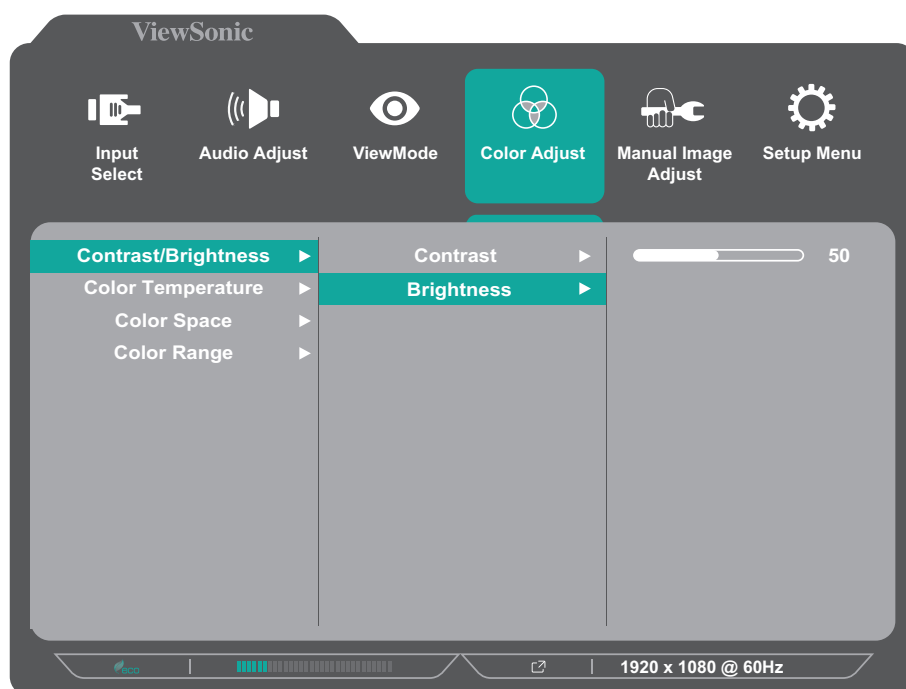 ViewSonic
Input
Select
Audio Adjust
ViewMode
Color Adjust
Manual Image
Adjust
Setup Menu
Contrast/Brightness
Color Temperature
Color Space
Color Range
Contrast
Brightness
50
eco
1920 x 1080 @ 60Hz